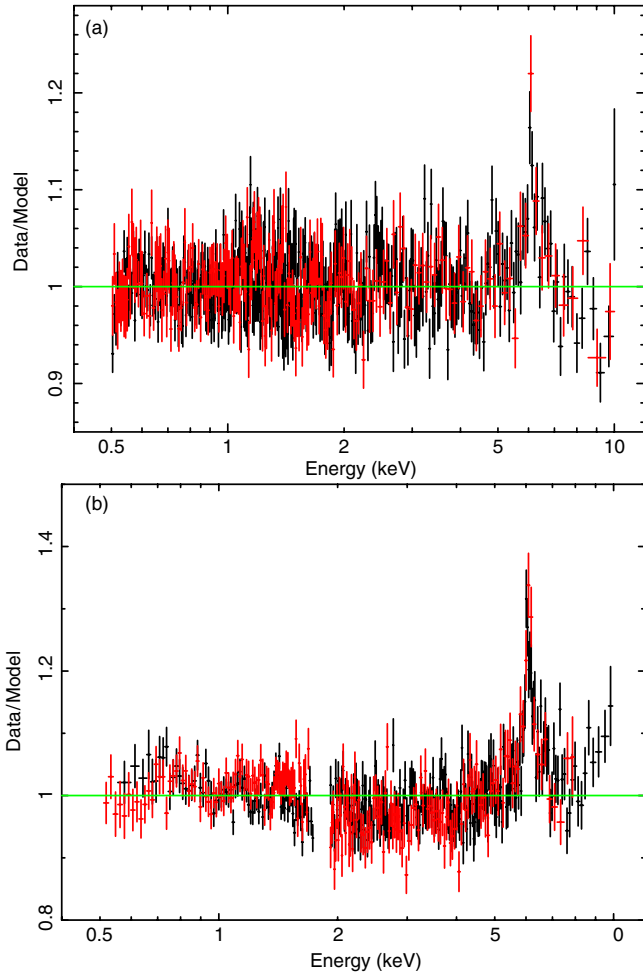 (a)
1.2
1.1
1
0.9
Data/Model
0.5 1 2 5 10
Energy (keV)
(b)
1.4
1.2
1
0.8
Data/Model
0.5 1 2 5 0
Energy (keV)